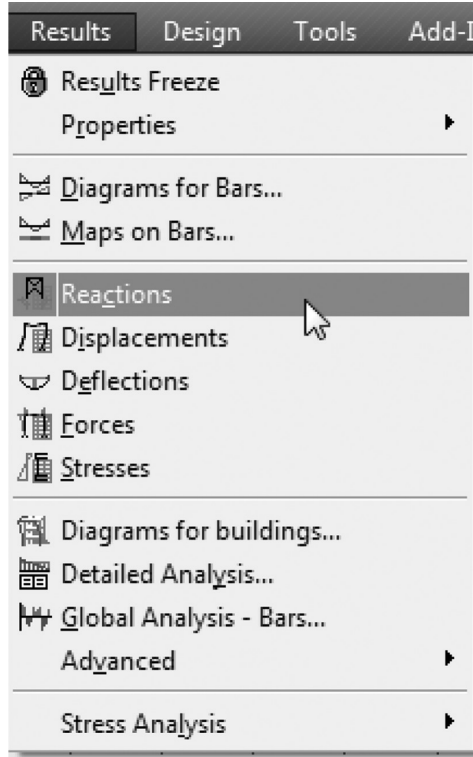 Results Design Tools Add-I
Results Freeze
Properties
Diagrams for Bars...
Maps on Bars...
Reactions
Displacements
Deflections
Forces
Stresses
Diagrams for buildings...
Detailed Analysis...
Global Analysis - Bars...
Advanced
Stress Analysis